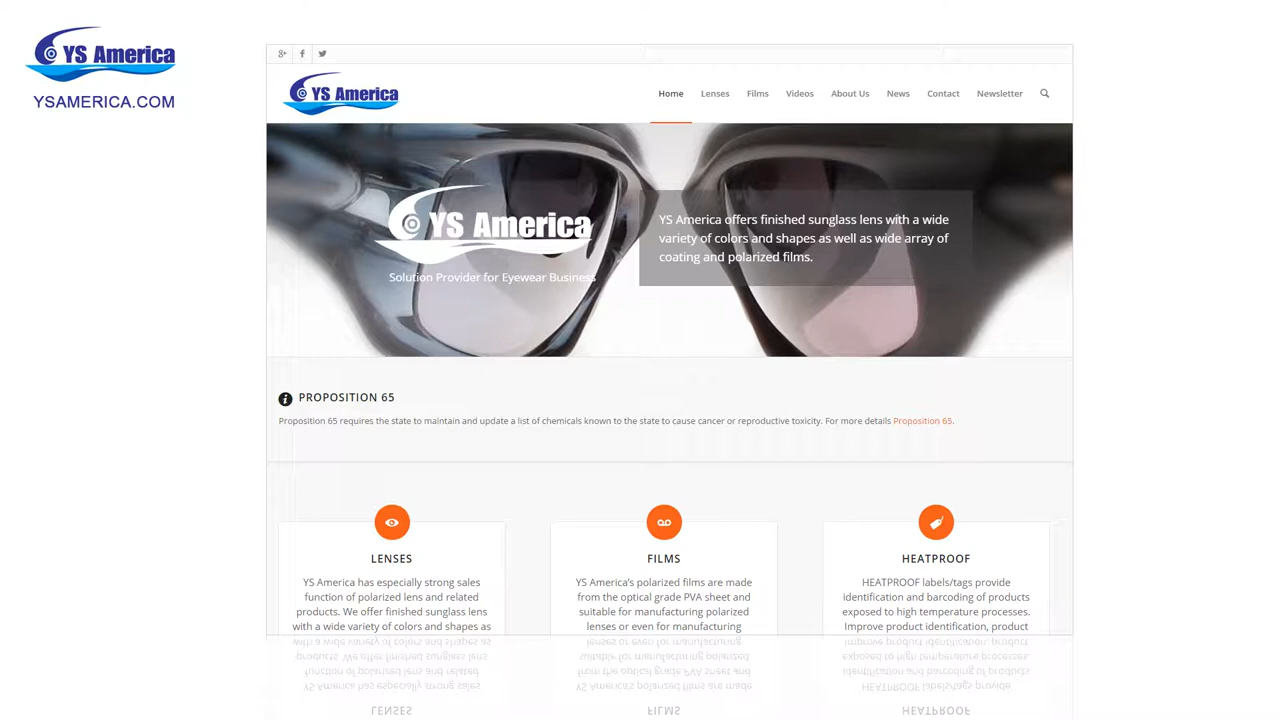 YS America
YSAMERICA.COM
YS America
Home Lenses Films Videos About Us News Contact Newsletter
YS America
Solution Provider for Eyewear Business
YS America offers finished sunglass lens with a wide
variety of colors and shapes as well as wide array of
coating and polarized films.
PROPOSITION 65
Proposition 65 requires the state to maintain and update a list of chemicals known to the state to cause cancer or reproductive toxicity. For more details Proposition 65.
LENSES
YS America has especially strong sales
function of polarized lens and related
products. We offer finished sunglass lens
with a wide variety of colors and shapes as
FILMS
YS America's polarized films are made
from the optical grade PVA sheet and
suitable for manufacturing polarized
lenses or even for manufacturing
HEATPROOF
HEATPROOF labels/tags provide
identification and barcoding of products
exposed to high temperature processes.
Improve product identification, product